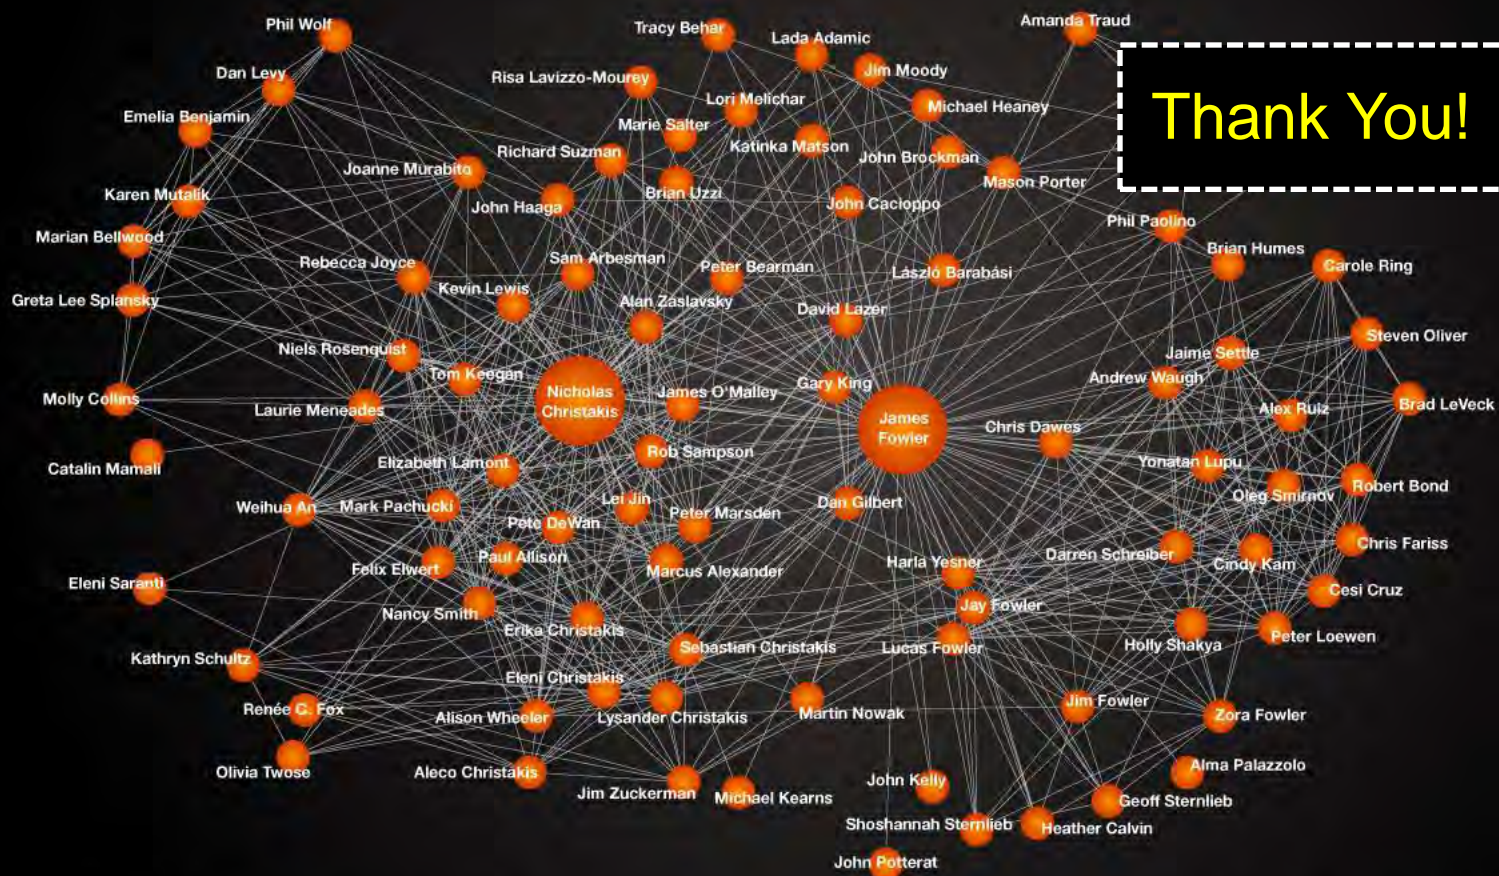 Phil Wolf
Tracy Behar
Amanda Traud
Lada Adamic
Dan Levy
Risa Lavizzo-Mourey
Jim Moody
Thank You!
Emelia Benjamin
Lori Melichar
Michael Heaney
Marie Salter
Richard Suzman
Katinka Matson
John Brockman
Joanne Murabito
Mason Porter
Karen Mutalik
John Haaga
Brian Uzzi
John Cacioppo
Phil Paolino
Marian Bellwood
Brian Humes
Rebecca Joyce
Sam Arbesman
Peter Bearman
László Barabási
Carole Ring
Kevin Lewis
Greta Lee Splansky
Alan Zaslavsky
David Lazer
Steven Oliver
Niels Rosenquist
Jaime Settle
Tom Keegan
Andrew Waugh
Gary King
Nicholas
Christakis
James O'Malley
Molly Collins
Laurie Meneades
Brad LeVeck
Alex Ruiz
James
Fowler
Chris Dawes
Rob Sampson
Catalin Mamali
Elizabeth Lamont
Yonatan Lupu
Robert Bond
Oleg Smirnov
Lei Jin
Dan Gilbert
Weihua An
Mark Pachucki
Peter Marsden
Pete DeWan
Chris Fariss
Paul Allison
Darren Schreiber
Harla Yesner
Cindy Kam
Felix Elwert
Marcus Alexander
Eleni Saranti
Cesi Cruz
Jay Fowler
Nancy Smith
Erika Christakis
Peter Loewen
Sebastian Christakis
Lucas Fowler
Holly Shakya
Kathryn Schultz
Eleni Christakis
Jim Fowler
Renée C. Fox
Alison Wheeler
Lysander Christakis
Martin Nowak
Zora Fowler
Olivia Twose
Aleco Christakis
Alma Palazzolo
John Kelly
Jim Zuckerman
Michael Kearns
Geoff Sternlieb
Shoshannah Sternlieb
Heather Calvin
John Potterat